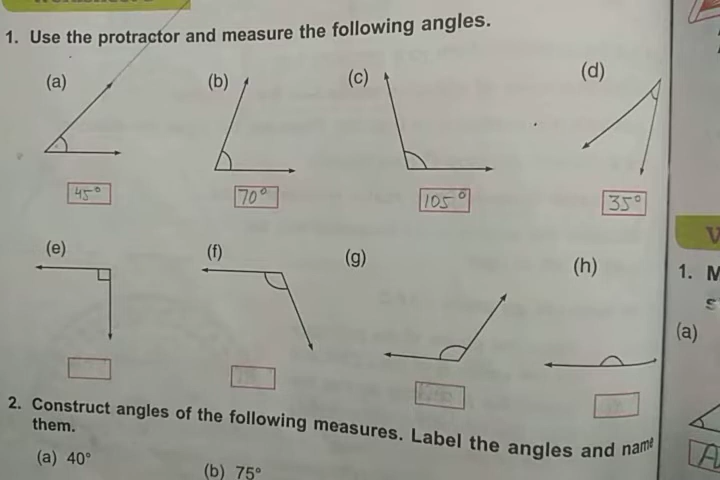 1. Use the protractor and measure the following angles.
(a) (b) (c) (d)
45° 70° 105° 35°
(e) (f) (g) (h)
2. Construct angles of the following measures. Label the angles and name
them.
(a) 40° (b) 75°
1. M
(a)
A